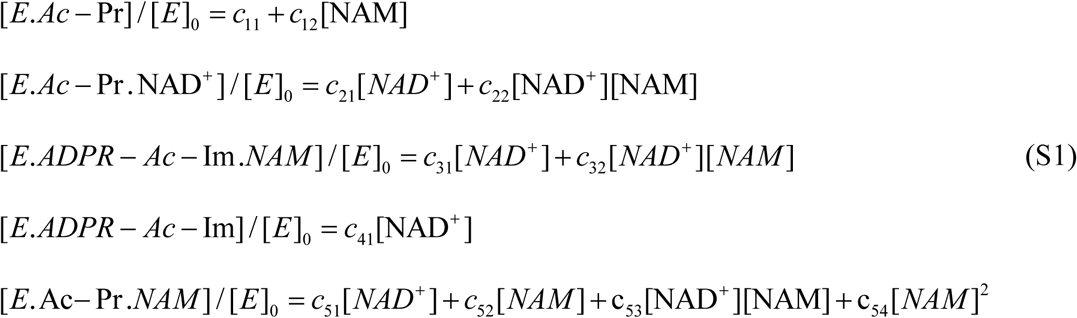 [E.Ac−Pr]/[E]₀ = c₁₁ + c₁₂[NAM]
[E.Ac−Pr.NAD⁺]/[E]₀ = c₂₁[NAD⁺] + c₂₂[NAD⁺][NAM]
[E.ADPR−Ac−Im.NAM]/[E]₀ = c₃₁[NAD⁺] + c₃₂[NAD⁺][NAM] (S1)
[E.ADPR−Ac−Im]/[E]₀ = c₄₁[NAD⁺]
[E.Ac−Pr.NAM]/[E]₀ = c₅₁[NAD⁺] + c₅₂[NAM] + c₅₃[NAD⁺][NAM] + c₅₄[NAM]²